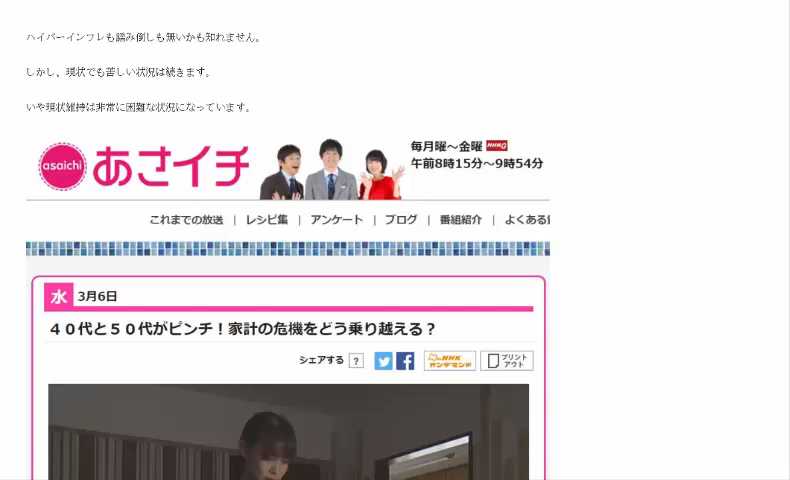 ハイパーインフレも踏み倒しも無いかも知れません。
しかし、現状でも苦しい状況は続きます。
いや現状維持は非常に困難な状況になっています。
asaichi あさイチ
毎月曜～金曜 NHK G
午前8時15分～9時54分
これまでの放送 | レシピ集 | アンケート | ブログ | 番組紹介 | よくある
水 3月6日
４０代と５０代がピンチ！家計の危機をどう乗り越える？
シェアする ? NHKオンデマンド プリントアウト